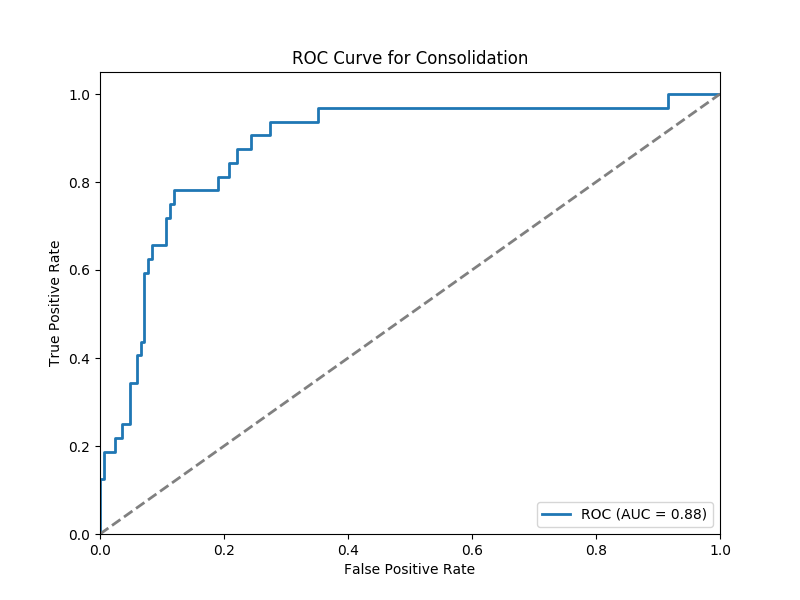 ROC Curve for Consolidation
True Positive Rate
1.0
0.8
0.6
0.4
0.2
0.0
0.0 0.2 0.4 0.6 0.8 1.0
False Positive Rate
ROC (AUC = 0.88)